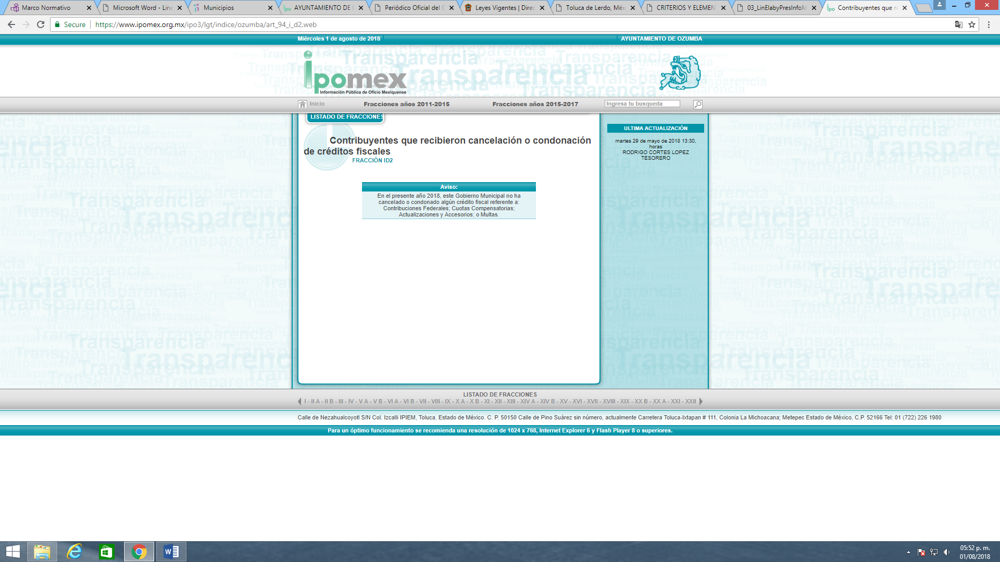 Marco Normativo
Microsoft Word - Line
Municipios
AYUNTAMIENTO DE
Periódico Oficial del
Leyes Vigentes | Direc
Toluca de Lerdo, Méx
CRITERIOS Y ELEMEN
03_LinElabyPresInfoM
Contribuyentes que re
Secure
https://www.ipomex.org.mx/ipo3/lgt/indice/ozumba/art_94_i_d2.web
Miércoles 1 de agosto de 2018
AYUNTAMIENTO DE OZUMBA
ipomex
Información Pública de Oficio Mexiquense
Transparencia
Inicio
Fracciones años 2011-2015
Fracciones años 2015-2017
Ingresa tu busqueda
LISTADO DE FRACCIONES
Contribuyentes que recibieron cancelación o condonación
de créditos fiscales
FRACCIÓN ID2
Aviso:
En el presente año 2018, este Gobierno Municipal no ha
cancelado o condonado algún crédito fiscal referente a:
Contribuciones Federales; Cuotas Compensatorias;
Actualizaciones y Accesorios; o Multas.
ULTIMA ACTUALIZACIÓN
martes 29 de mayo de 2018 13:30,
horas
RODRIGO CORTES LOPEZ
TESORERO
LISTADO DE FRACCIONES
I - II A - II B - III - IV - V A - V B - VI A - VI B - VII - VIII - IX - X A - X B - XI - XII - XIII - XIV A - XIV B - XV - XVI - XVII - XVIII - XIX - XX B - XX A - XXI - XXII
Calle de Nezahualcoyotl S/N Col. Izcalli IPIEM, Toluca, Estado de México. C. P. 50150 Calle de Pino Suárez sin número, actualmente Carretera Toluca-Ixtapan # 111, Colonia La Michoacana; Metepec Estado de México, C.P. 52166 Tel: 01 (722) 226 1980
Para un óptimo funcionamiento se recomienda una resolución de 1024 x 768, Internet Explorer 6 y Flash Player 8 o superiores.
05:52 p. m.
01/08/2018